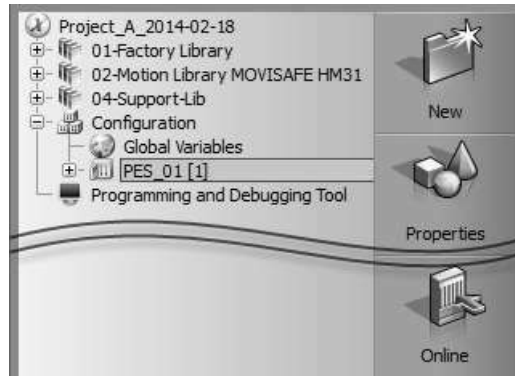 Project_A_2014-02-18
01-Factory Library
02-Motion Library MOVISAFE HM31
04-Support-Lib
Configuration
Global Variables
PES_01 [1]
Programming and Debugging Tool
New
Properties
Online